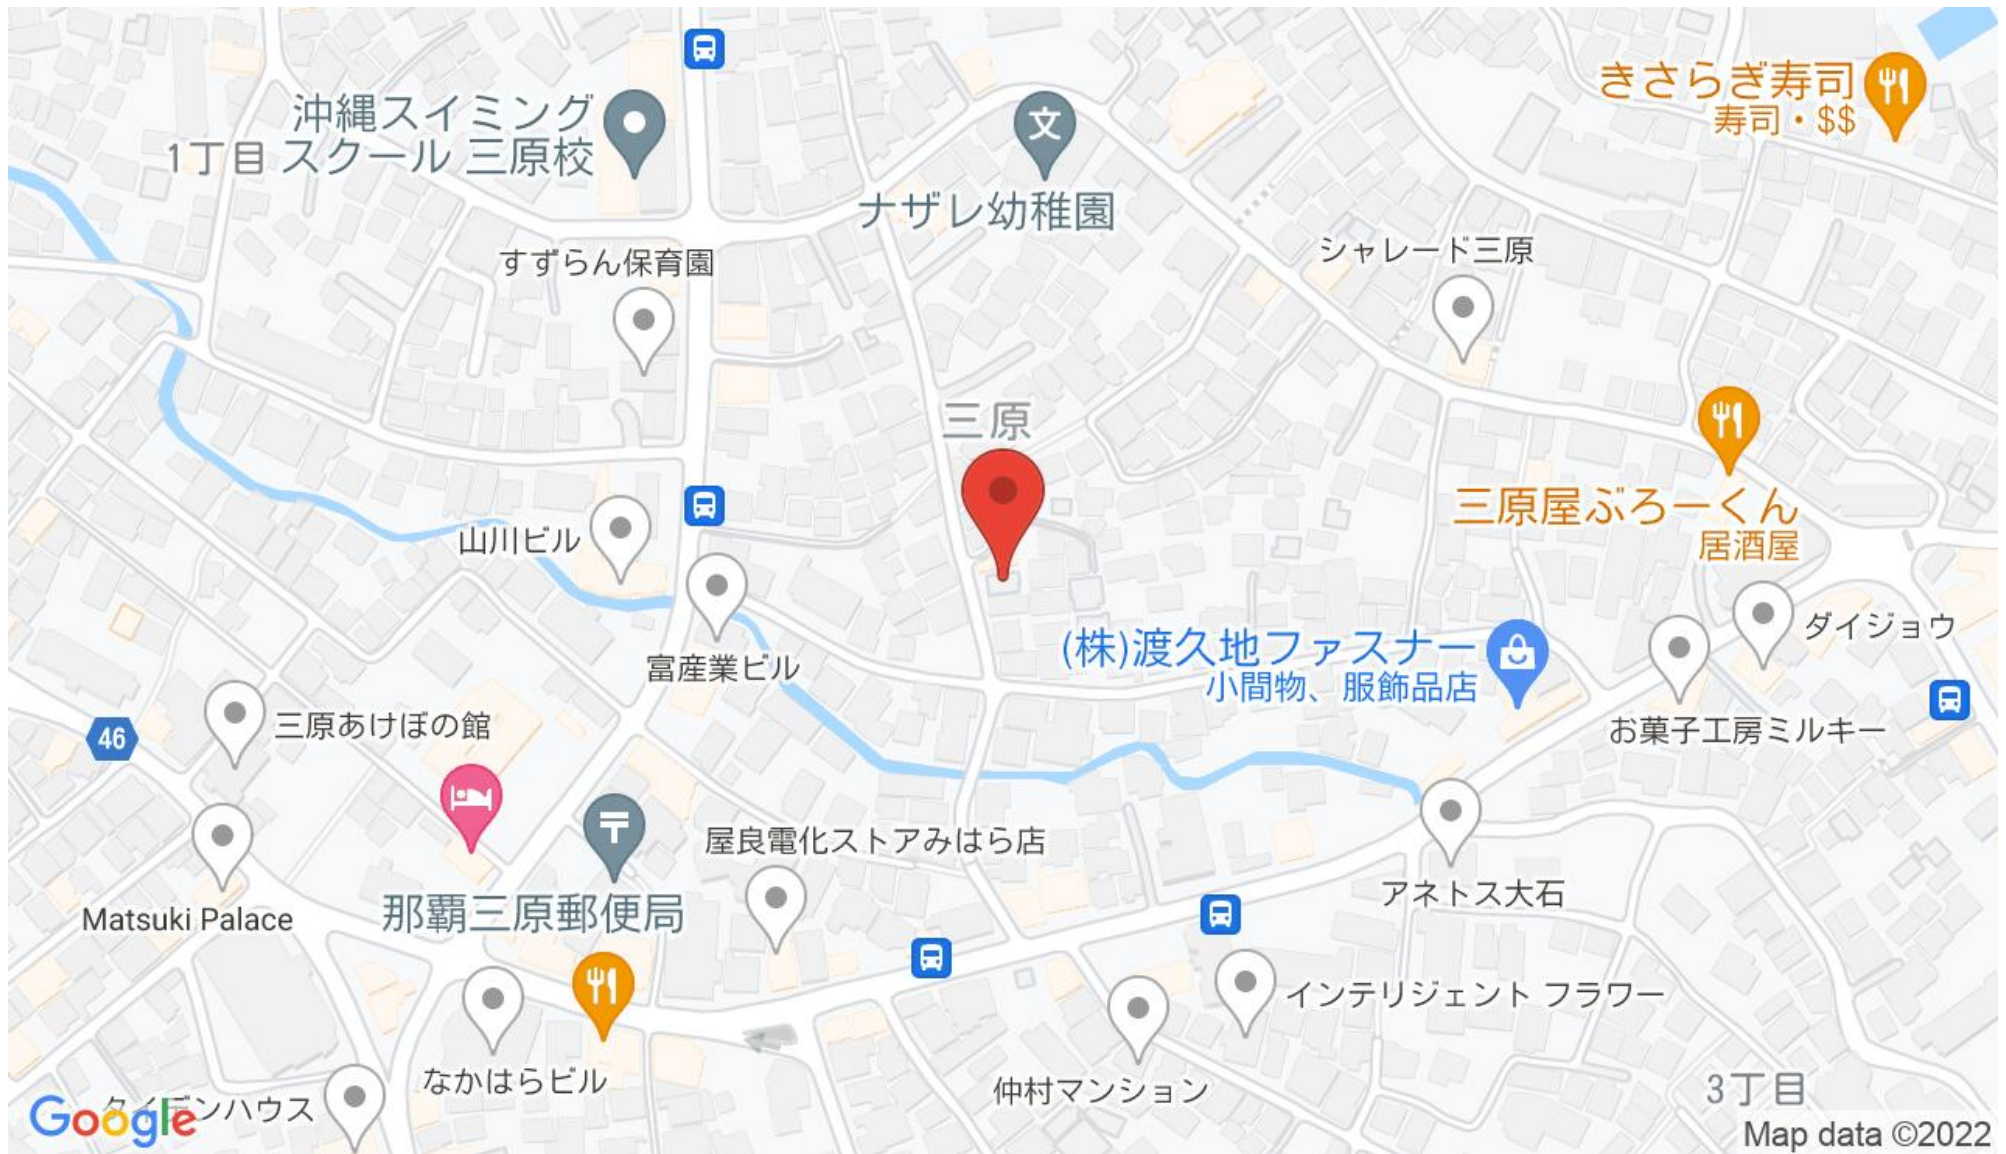 沖縄スイミング
スクール 三原校
1丁目
文
ナザレ幼稚園
きさらぎ寿司
寿司・$$
すずらん保育園
シャレード三原
三原
三原屋ぶろーくん
居酒屋
山川ビル
富産業ビル
(株)渡久地ファスナー
小間物、服飾品店
ダイジョウ
お菓子工房ミルキー
三原あけぼの館
46
屋良電化ストアみはら店
アネトス大石
Matsuki Palace
那覇三原郵便局
インテリジェント フラワー
なかはらビル
仲村マンション
3丁目
Google
Map data ©2022